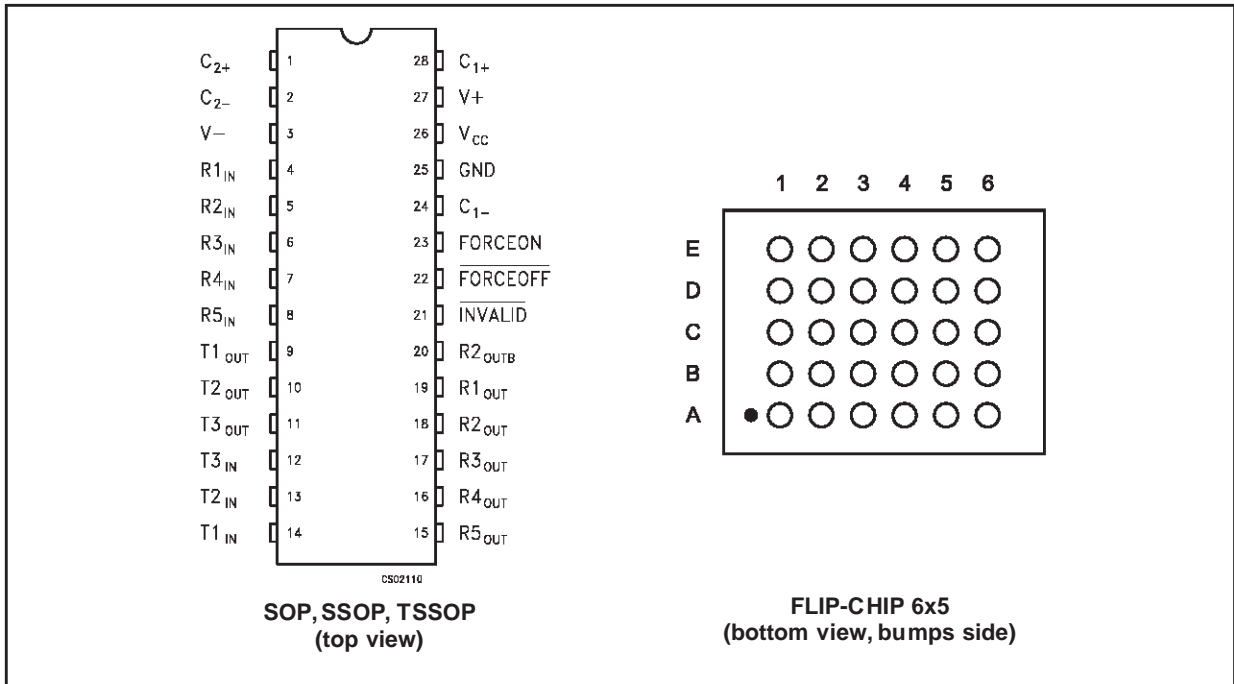 C2+ 1 28 C1+
C2− 2 27 V+
V− 3 26 VCC
R1IN 4 25 GND
R2IN 5 24 C1−
R3IN 6 23 FORCEON
R4IN 7 22 FORCEOFF
R5IN 8 21 INVALID
T1OUT 9 20 R2OUTB
T2OUT 10 19 R1OUT
T3OUT 11 18 R2OUT
T3IN 12 17 R3OUT
T2IN 13 16 R4OUT
T1IN 14 15 R5OUT
CS02110
SOP, SSOP, TSSOP
(top view)
1 2 3 4 5 6
E
D
C
B
A
FLIP-CHIP 6x5
(bottom view, bumps side)